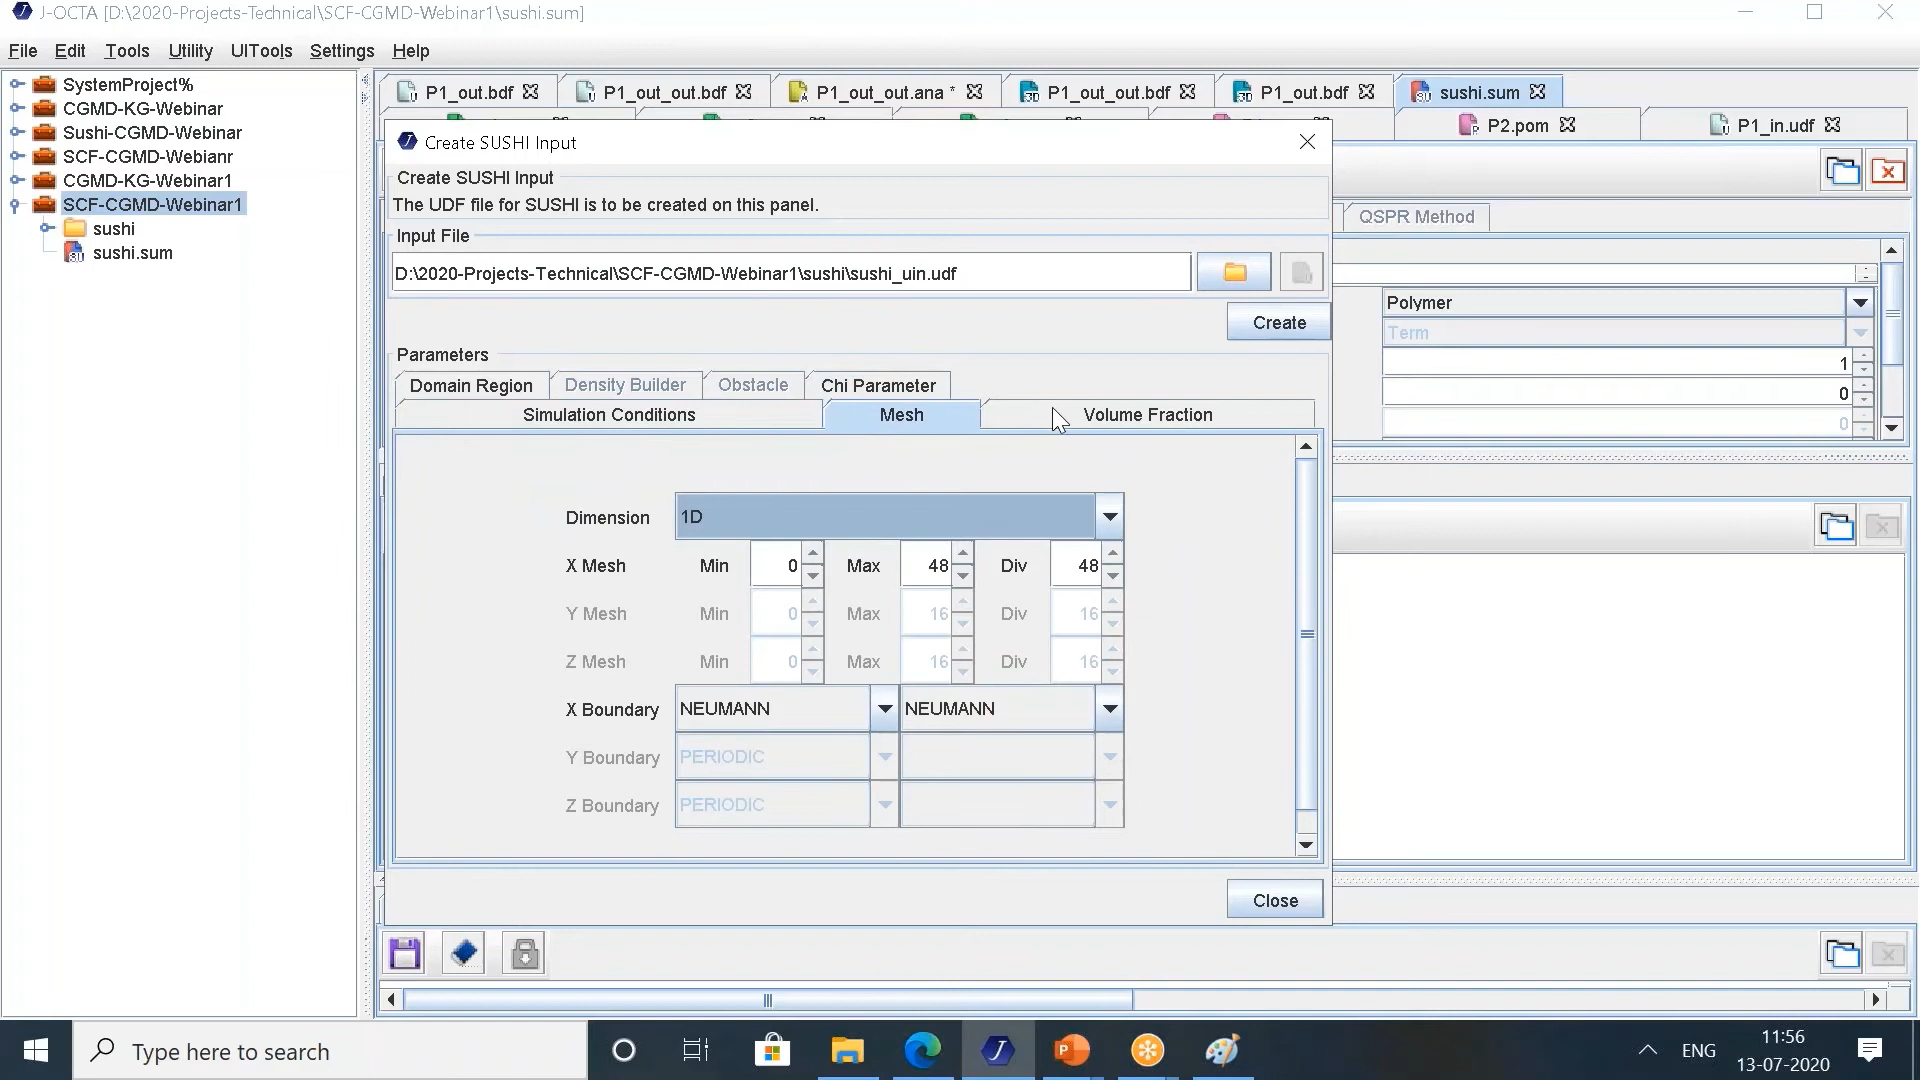 J-OCTA [D:\2020-Projects-Technical\SCF-CGMD-Webinar1\sushi.sum]
File Edit Tools Utility UITools Settings Help
SystemProject%
CGMD-KG-Webinar
Sushi-CGMD-Webinar
SCF-CGMD-Webianr
CGMD-KG-Webinar1
SCF-CGMD-Webinar1
sushi
sushi.sum
P1_out.bdf P1_out_out.bdf P1_out_out.ana * P1_out_out.bdf P1_out.bdf sushi.sum
P2.pom P1_in.udf
Create SUSHI Input
Create SUSHI Input
The UDF file for SUSHI is to be created on this panel.
Input File
D:\2020-Projects-Technical\SCF-CGMD-Webinar1\sushi\sushi_uin.udf
Create
Parameters
Domain Region Density Builder Obstacle Chi Parameter
Simulation Conditions Mesh Volume Fraction
Dimension 1D
X Mesh Min 0 Max 48 Div 48
Y Mesh Min 0 Max 16 Div 16
Z Mesh Min 0 Max 16 Div 16
X Boundary NEUMANN NEUMANN
Y Boundary PERIODIC
Z Boundary PERIODIC
Close
QSPR Method
Polymer
Term
1
0
0
Type here to search
ENG
11:56
13-07-2020